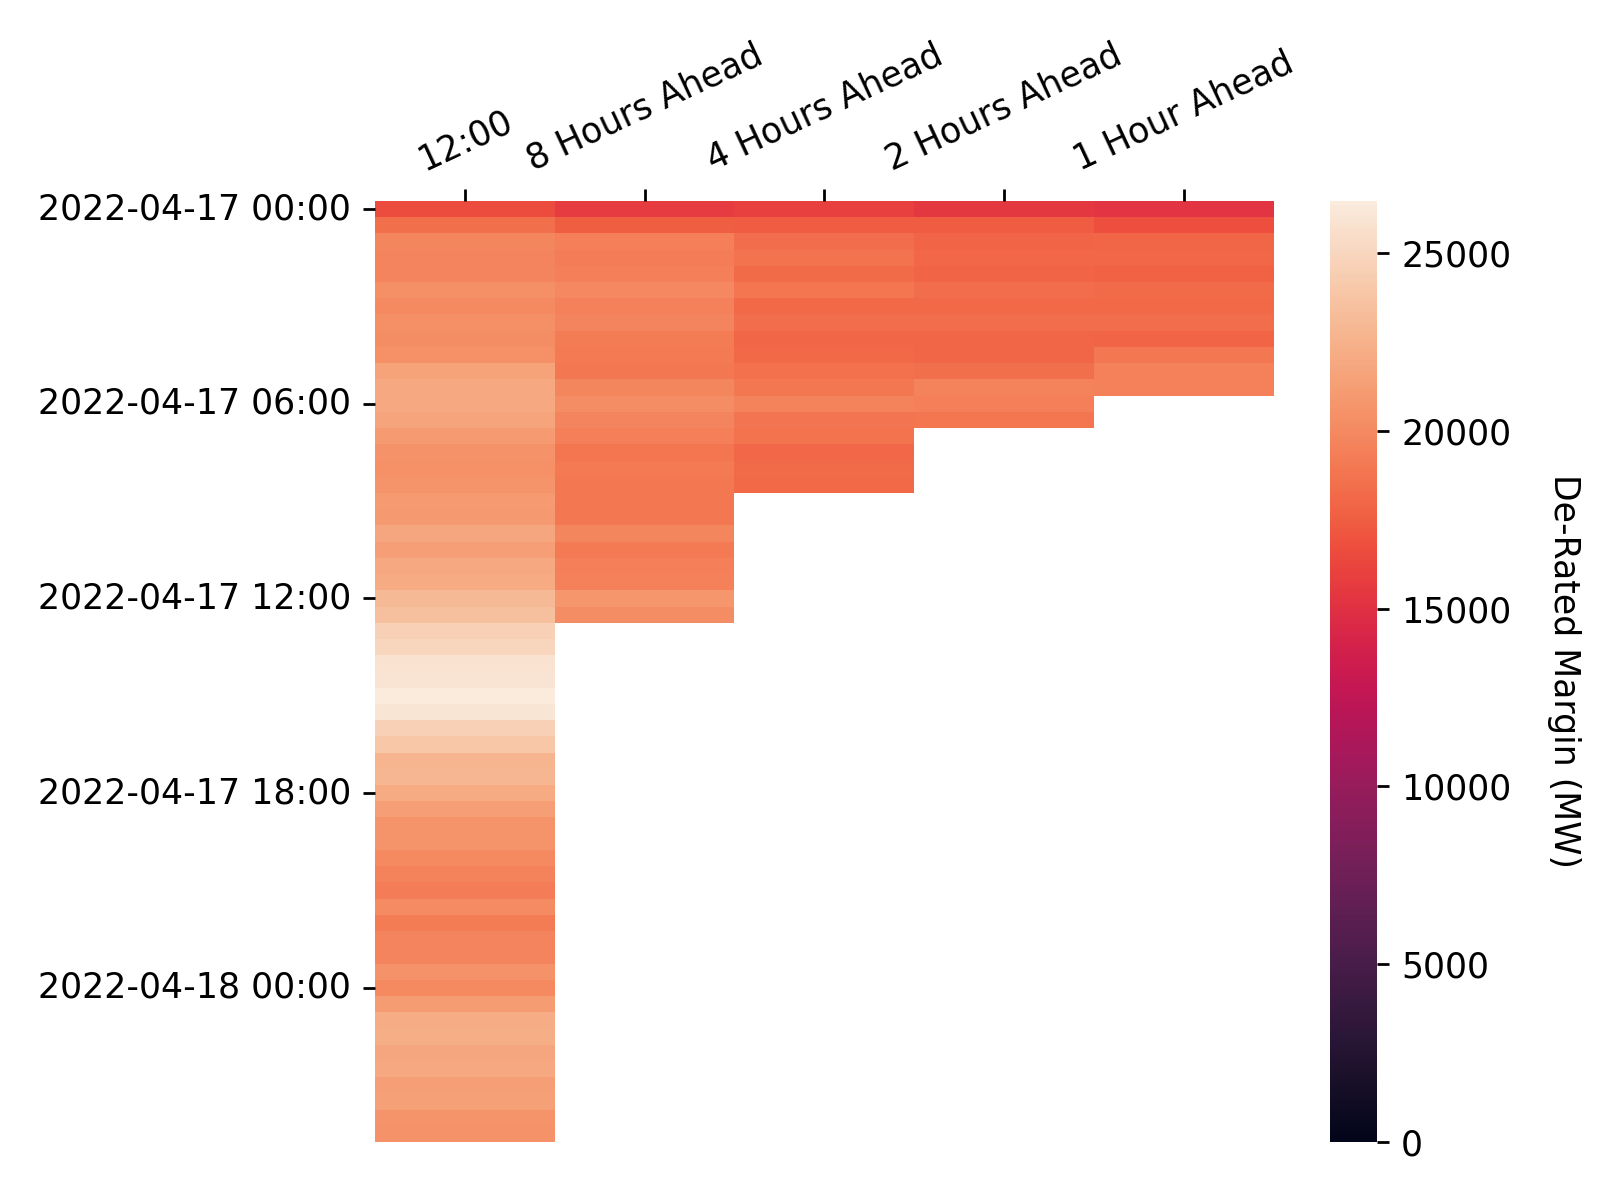 12:00
8 Hours Ahead
4 Hours Ahead
2 Hours Ahead
1 Hour Ahead
2022-04-17 00:00
2022-04-17 06:00
2022-04-17 12:00
2022-04-17 18:00
2022-04-18 00:00
25000
20000
15000
10000
5000
0
De-Rated Margin (MW)